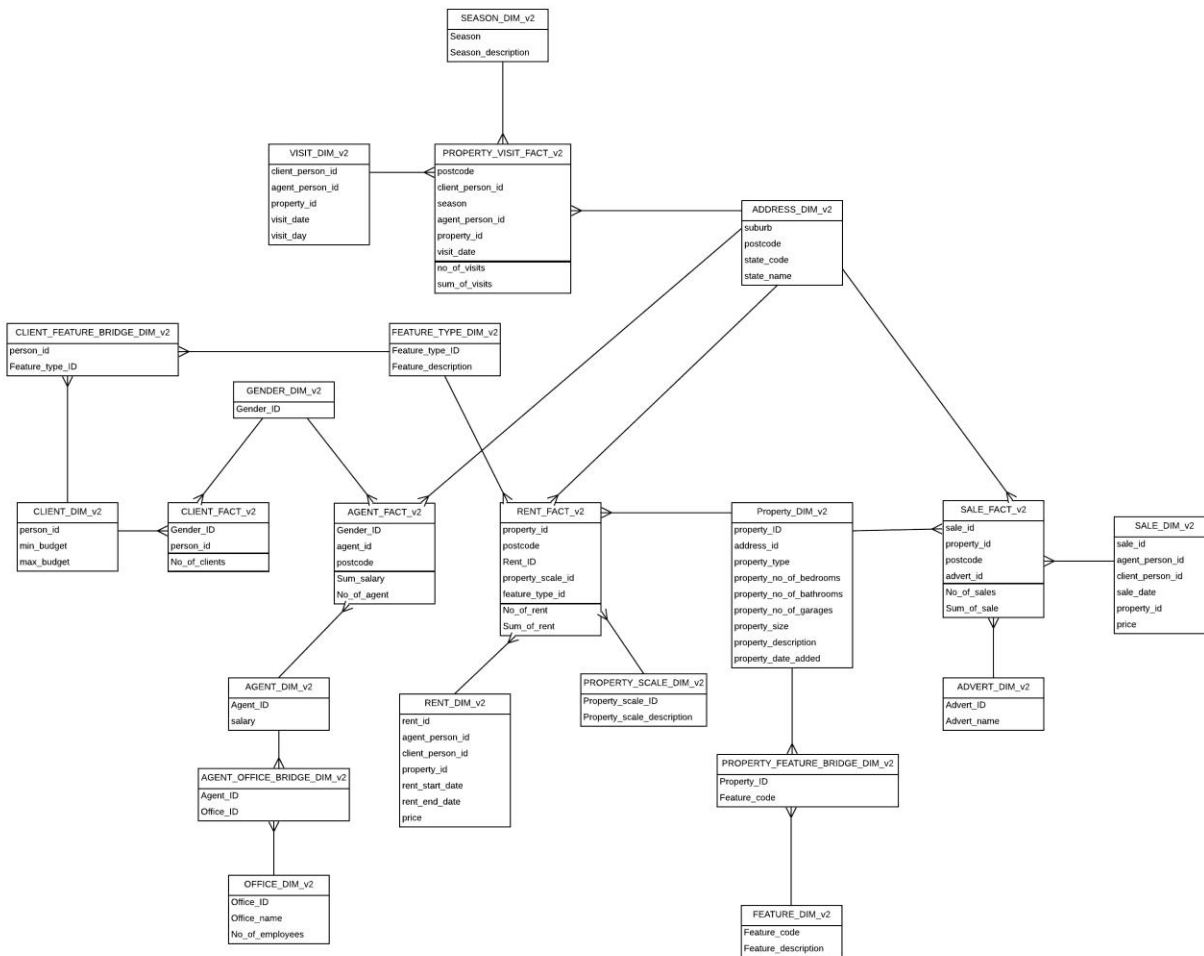 SEASON_DIM_v2
Season
Season_description
VISIT_DIM_v2
client_person_id
agent_person_id
property_id
visit_date
visit_day
PROPERTY_VISIT_FACT_v2
postcode
client_person_id
season
agent_person_id
property_id
visit_date
no_of_visits
sum_of_visits
ADDRESS_DIM_v2
suburb
postcode
state_code
state_name
CLIENT_FEATURE_BRIDGE_DIM_v2
person_id
Feature_type_ID
FEATURE_TYPE_DIM_v2
Feature_type_ID
Feature_description
GENDER_DIM_v2
Gender_ID
CLIENT_DIM_v2
person_id
min_budget
max_budget
CLIENT_FACT_v2
Gender_ID
person_id
No_of_clients
AGENT_FACT_v2
Gender_ID
agent_id
postcode
Sum_salary
No_of_agent
RENT_FACT_v2
property_id
postcode
Rent_ID
property_scale_id
feature_type_id
No_of_rent
Sum_of_rent
Property_DIM_v2
property_ID
address_id
property_type
property_no_of_bedrooms
property_no_of_bathrooms
property_no_of_garages
property_size
property_description
property_date_added
SALE_FACT_v2
sale_id
property_id
postcode
advert_id
No_of_sales
Sum_of_sale
SALE_DIM_v2
sale_id
agent_person_id
client_person_id
sale_date
property_id
price
AGENT_DIM_v2
Agent_ID
salary
RENT_DIM_v2
rent_id
agent_person_id
client_person_id
property_id
rent_start_date
rent_end_date
price
PROPERTY_SCALE_DIM_v2
Property_scale_ID
Property_scale_description
ADVERT_DIM_v2
Advert_ID
Advert_name
AGENT_OFFICE_BRIDGE_DIM_v2
Agent_ID
Office_ID
PROPERTY_FEATURE_BRIDGE_DIM_v2
Property_ID
Feature_code
OFFICE_DIM_v2
Office_ID
Office_name
No_of_employees
FEATURE_DIM_v2
Feature_code
Feature_description